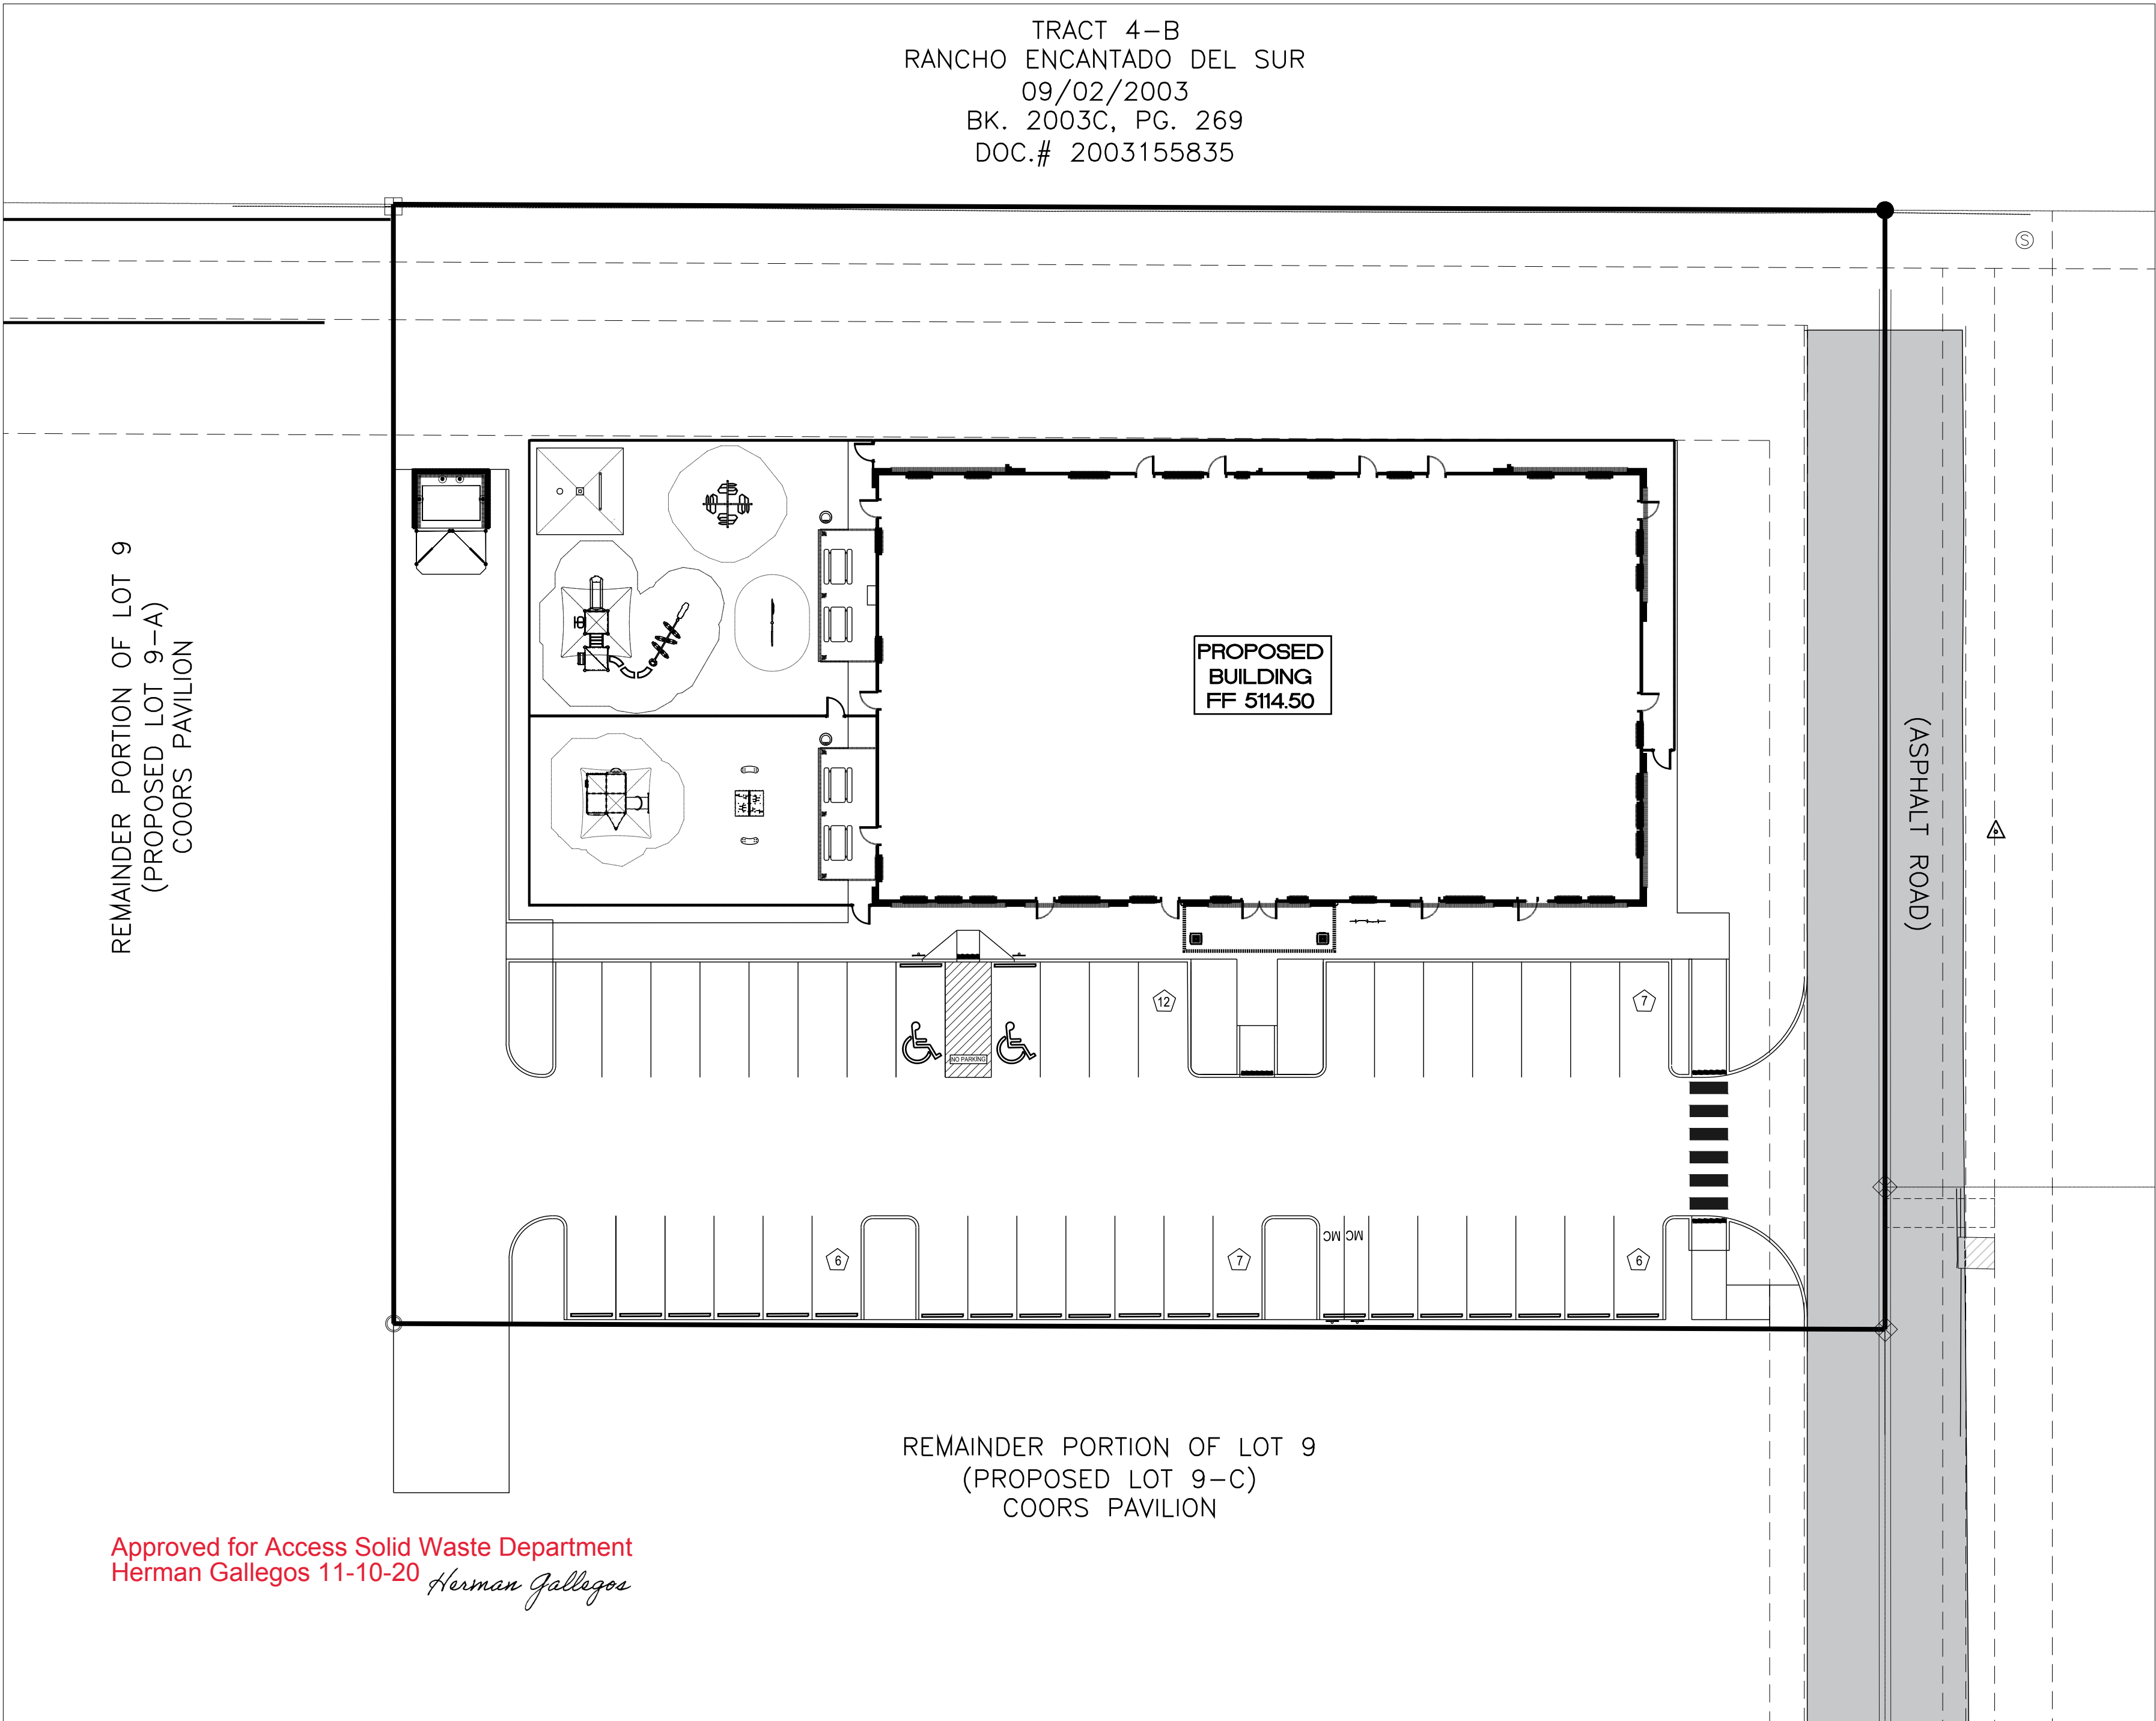 TRACT 4-B
RANCHO ENCANTADO DEL SUR
09/02/2003
BK. 2003C, PG. 269
DOC.# 2003155835
S
REMAINDER PORTION OF LOT 9
(PROPOSED LOT 9-A)
COORS PAVILION
PROPOSED
BUILDING
FF 5114.50
(ASPHALT ROAD)
12
7
NO PARKING
6
7
MC
MC
6
REMAINDER PORTION OF LOT 9
(PROPOSED LOT 9-C)
COORS PAVILION
Approved for Access Solid Waste Department
Herman Gallegos 11-10-20
Herman Gallegos